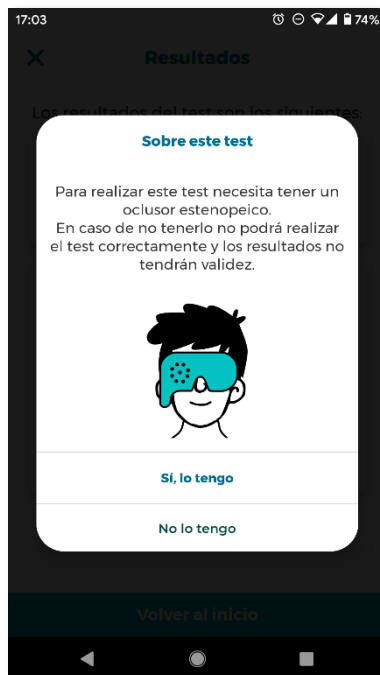 17:03
74%
Resultados
Los resultados del test son los siguientes:
Sobre este test
Para realizar este test necesita tener un
oclusor estenopeico.
En caso de no tenerlo no podrá realizar
el test correctamente y los resultados no
tendrán validez.
Sí, lo tengo
No lo tengo
Volver al inicio